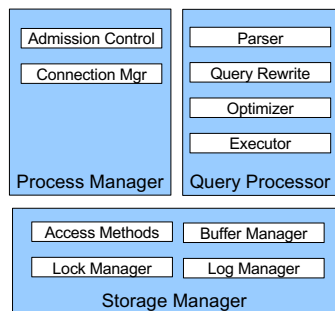 Admission Control
Connection Mgr
Process Manager
Parser
Query Rewrite
Optimizer
Executor
Query Processor
Access Methods
Buffer Manager
Lock Manager
Log Manager
Storage Manager